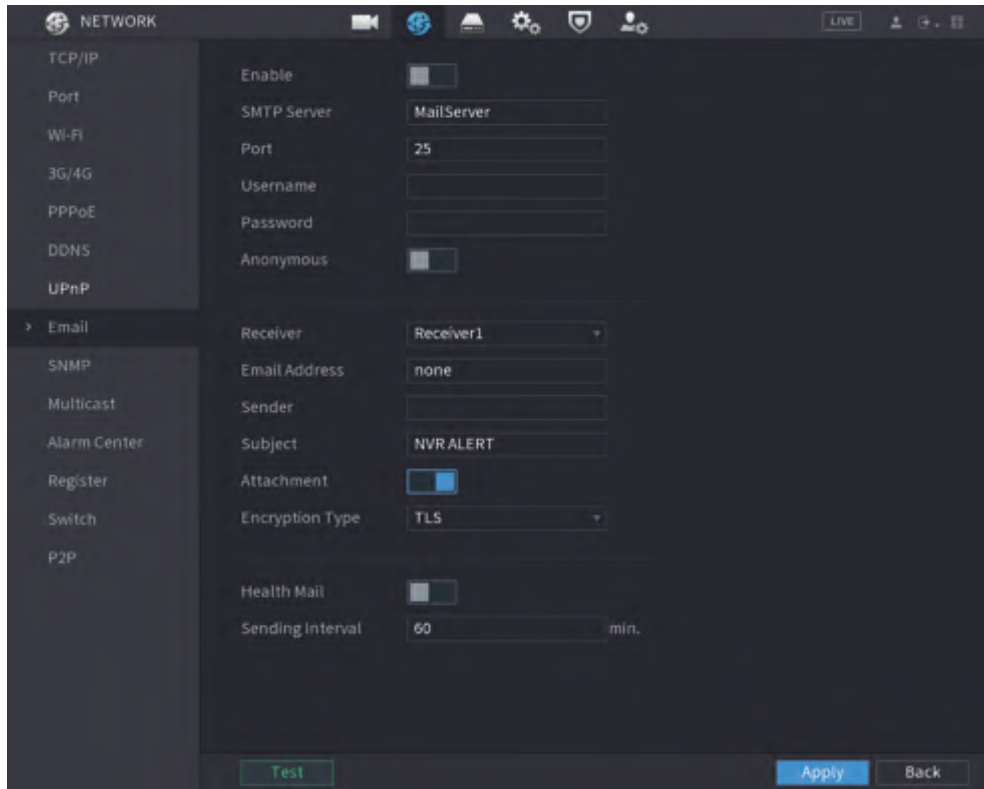 NETWORK
LIVE
TCP/IP
Port
Wi-Fi
3G/4G
PPPoE
DDNS
UPnP
Email
SNMP
Multicast
Alarm Center
Register
Switch
P2P
Enable
SMTP Server MailServer
Port 25
Username
Password
Anonymous
Receiver Receiver1
Email Address none
Sender
Subject NVR ALERT
Attachment
Encryption Type TLS
Health Mail
Sending Interval 60 min.
Test
Apply
Back